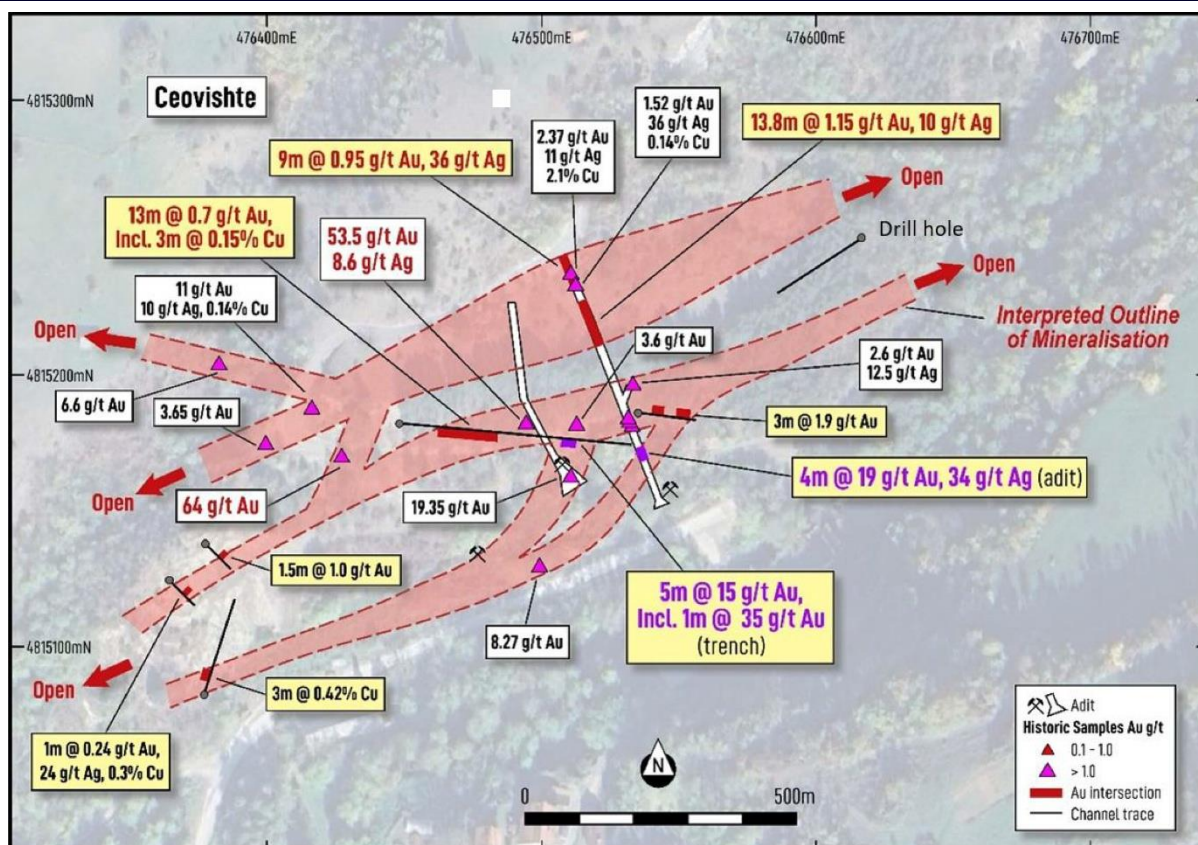 476400mE
476500mE
476600mE
476700mE
4815300mN
4815200mN
4815100mN
Ceovishte
9m @ 0.95 g/t Au, 36 g/t Ag
2.37 g/t Au
11 g/t Ag
2.1% Cu
1.52 g/t Au
36 g/t Ag
0.14% Cu
13.8m @ 1.15 g/t Au, 10 g/t Ag
Open
13m @ 0.7 g/t Au,
Incl. 3m @ 0.15% Cu
53.5 g/t Au
8.6 g/t Ag
Drill hole
Open
11 g/t Au
10 g/t Ag, 0.14% Cu
Interpreted Outline
of Mineralisation
Open
3.6 g/t Au
2.6 g/t Au
12.5 g/t Ag
6.6 g/t Au
3.65 g/t Au
3m @ 1.9 g/t Au
Open
64 g/t Au
19.35 g/t Au
4m @ 19 g/t Au, 34 g/t Ag (adit)
1.5m @ 1.0 g/t Au
5m @ 15 g/t Au,
Incl. 1m @ 35 g/t Au
(trench)
8.27 g/t Au
Open
3m @ 0.42% Cu
1m @ 0.24 g/t Au,
24 g/t Ag, 0.3% Cu
N
0
500m
Adit
Historic Samples Au g/t
0.1 - 1.0
> 1.0
Au intersection
Channel trace